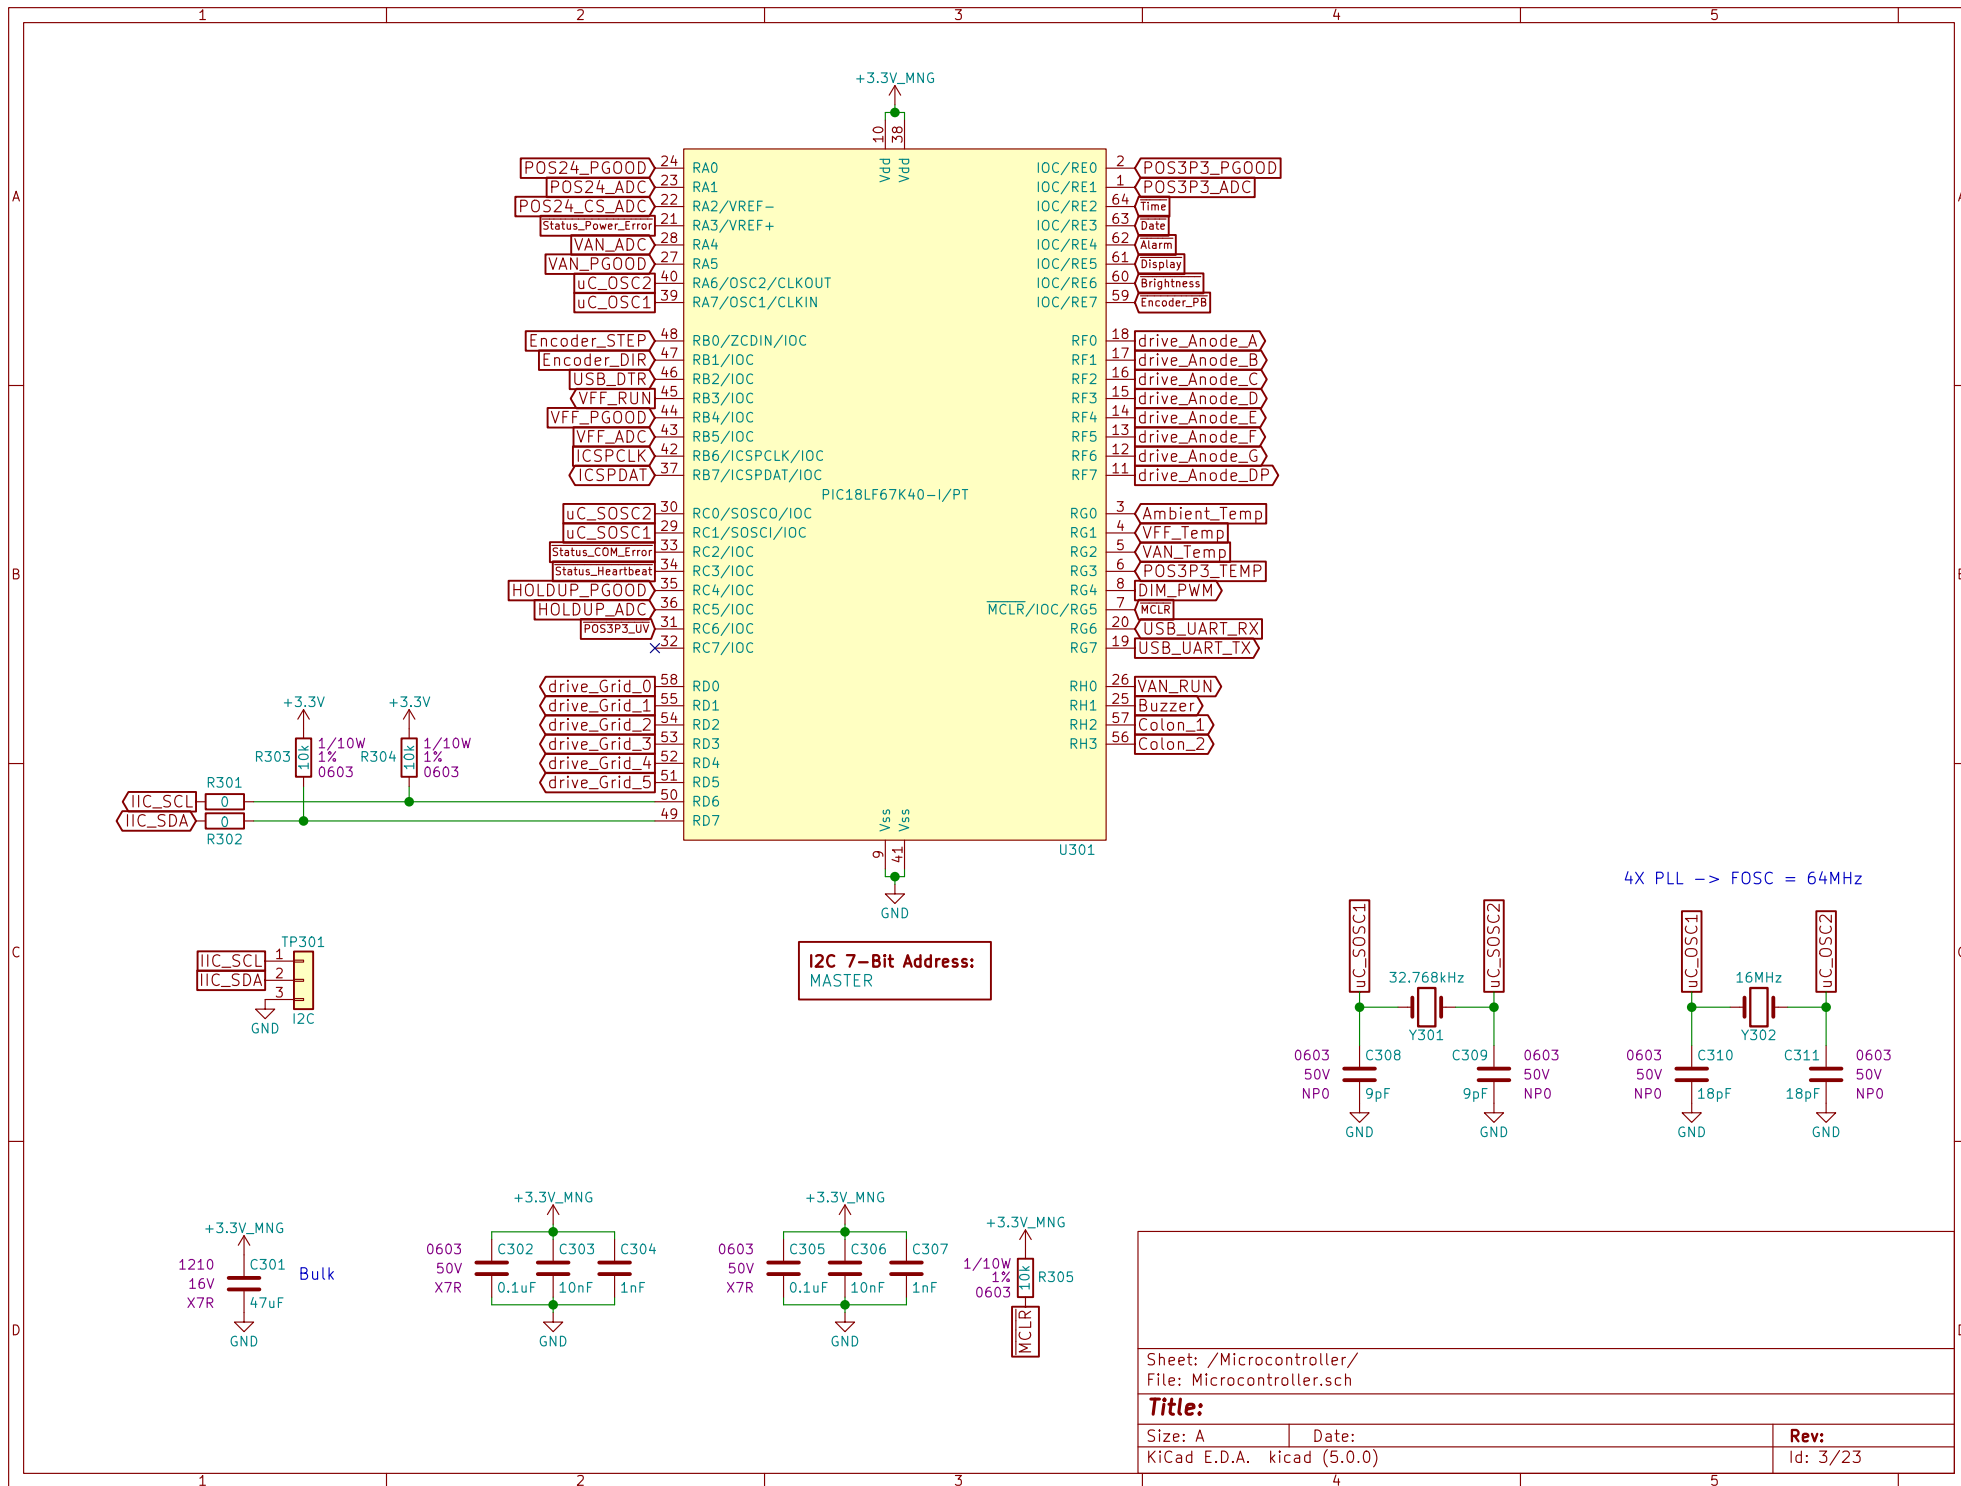 1 2 3 4 5
A
B
C
D
+3.3V_MNG
10 38
Vdd Vdd
POS24_PGOOD 24 RA0
POS24_ADC 23 RA1
POS24_CS_ADC 22 RA2/VREF-
Status_Power_Error 21 RA3/VREF+
VAN_ADC 28 RA4
VAN_PGOOD 27 RA5
uC_OSC2 40 RA6/OSC2/CLKOUT
uC_OSC1 39 RA7/OSC1/CLKIN
Encoder_STEP 48 RB0/ZCDIN/IOC
Encoder_DIR 47 RB1/IOC
USB_DTR 46 RB2/IOC
VFF_RUN 45 RB3/IOC
VFF_PGOOD 44 RB4/IOC
VFF_ADC 43 RB5/IOC
ICSPCLK 42 RB6/ICSPCLK/IOC
ICSPDAT 37 RB7/ICSPDAT/IOC
PIC18LF67K40-I/PT
uC_SOSC2 30 RC0/SOSCO/IOC
uC_SOSC1 29 RC1/SOSCI/IOC
Status_COM_Error 33 RC2/IOC
Status_Heartbeat 34 RC3/IOC
HOLDUP_PGOOD 35 RC4/IOC
HOLDUP_ADC 36 RC5/IOC
POS3P3_UV 31 RC6/IOC
32 RC7/IOC
drive_Grid_0 58 RD0
drive_Grid_1 55 RD1
drive_Grid_2 54 RD2
drive_Grid_3 53 RD3
drive_Grid_4 52 RD4
drive_Grid_5 51 RD5
50 RD6
49 RD7
IOC/RE0 2 POS3P3_PGOOD
IOC/RE1 1 POS3P3_ADC
IOC/RE2 64 Time
IOC/RE3 63 Date
IOC/RE4 62 Alarm
IOC/RE5 61 Display
IOC/RE6 60 Brightness
IOC/RE7 59 Encoder_PB
RF0 18 drive_Anode_A
RF1 17 drive_Anode_B
RF2 16 drive_Anode_C
RF3 15 drive_Anode_D
RF4 14 drive_Anode_E
RF5 13 drive_Anode_F
RF6 12 drive_Anode_G
RF7 11 drive_Anode_DP
RG0 3 Ambient_Temp
RG1 4 VFF_Temp
RG2 5 VAN_Temp
RG3 6 POS3P3_TEMP
RG4 8 DIM_PWM
MCLR/IOC/RG5 7 MCLR
RG6 20 USB_UART_RX
RG7 19 USB_UART_TX
RH0 26 VAN_RUN
RH1 25 Buzzer
RH2 57 Colon_1
RH3 56 Colon_2
Vss Vss
9 41
U301
GND
+3.3V +3.3V
R303 10k 1/10W 1% 0603
R304 10k 1/10W 1% 0603
R301
IIC_SCL 0
IIC_SDA 0
R302
TP301
IIC_SCL 1
IIC_SDA 2
3
GND I2C
I2C 7-Bit Address:
MASTER
4X PLL -> FOSC = 64MHz
uC_SOSC1 uC_SOSC2 uC_OSC1 uC_OSC2
32.768kHz 16MHz
Y301 Y302
0603 C308 C309 0603 0603 C310 C311 0603
50V 50V 50V 50V
NP0 9pF 9pF NP0 NP0 18pF 18pF NP0
GND GND GND GND
+3.3V_MNG
1210 C301
16V Bulk
X7R 47uF
GND
+3.3V_MNG
0603 C302 C303 C304
50V
X7R 0.1uF 10nF 1nF
GND
+3.3V_MNG
0603 C305 C306 C307
50V
X7R 0.1uF 10nF 1nF
GND
+3.3V_MNG
1/10W
1% 10k R305
0603
MCLR
Sheet: /Microcontroller/
File: Microcontroller.sch
Title:
Size: A Date: Rev:
KiCad E.D.A. kicad (5.0.0) Id: 3/23
1 2 3 4 5